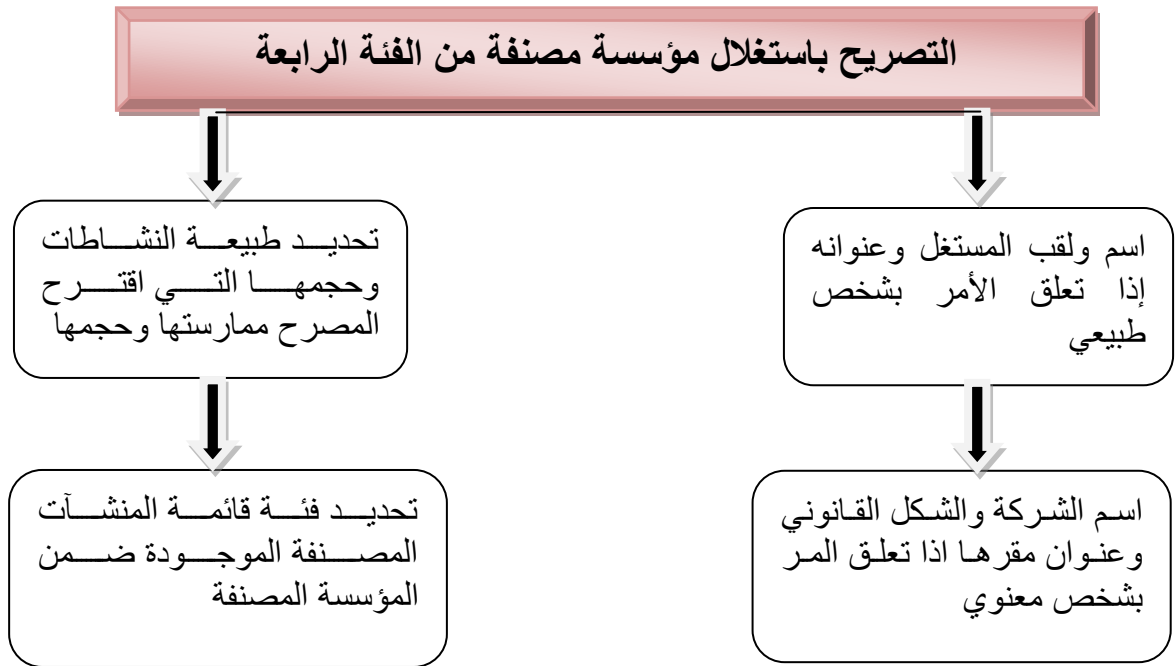 التصريح باستغلال مؤسسة مصنفة من الفئة الرابعة
اسم ولقب المستغل وعنوانه
إذا تعلق الأمر بشخص
طبيعي
تحديد طبيعة النشاطات
وحجمها التي اقترح
المصرح ممارستها وحجمها
اسم الشركة والشكل القانوني
وعنوان مقرها اذا تعلق المر
بشخص معنوي
تحديد فئة قائمة المنشآت
المصنفة الموجودة ضمن
المؤسسة المصنفة